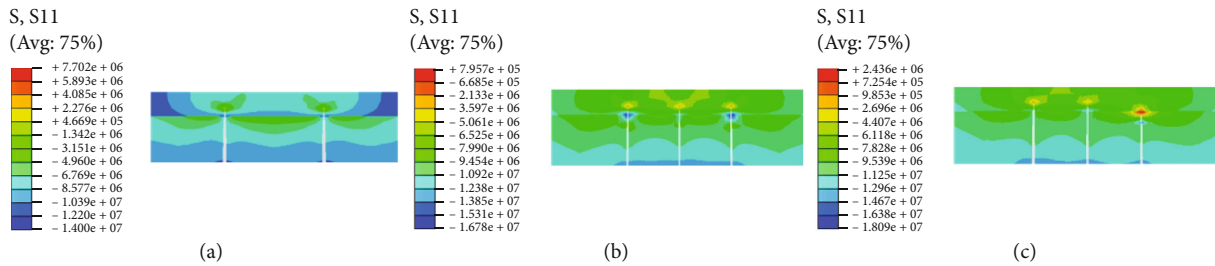 S, S11
(Avg: 75%)
+ 7.702e + 06
+ 5.893e + 06
+ 4.085e + 06
+ 2.276e + 06
+ 4.669e + 05
– 1.342e + 06
– 3.151e + 06
– 4.960e + 06
– 6.769e + 06
– 8.577e + 06
– 1.039e + 07
– 1.220e + 07
– 1.400e + 07
(a)
S, S11
(Avg: 75%)
+ 7.957e + 05
– 6.685e + 05
– 2.133e + 06
– 3.597e + 06
– 5.061e + 06
– 6.525e + 06
– 7.990e + 06
– 9.454e + 06
– 1.092e + 07
– 1.238e + 07
– 1.385e + 07
– 1.531e + 07
– 1.678e + 07
(b)
S, S11
(Avg: 75%)
+ 2.436e + 06
+ 7.254e + 05
– 9.853e + 05
– 2.696e + 06
– 4.407e + 06
– 6.118e + 06
– 7.828e + 06
– 9.539e + 06
– 1.125e + 07
– 1.296e + 07
– 1.467e + 07
– 1.638e + 07
– 1.809e + 07
(c)